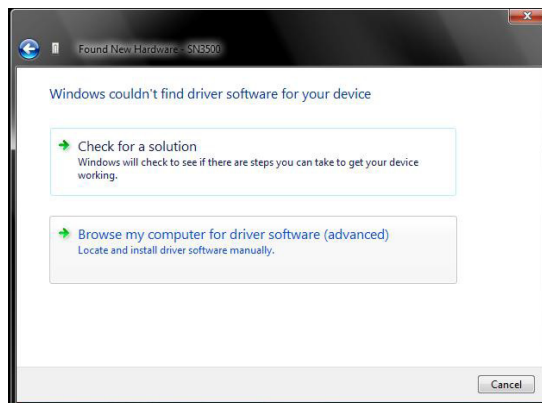 Found New Hardware - SN3500
Windows couldn't find driver software for your device
Check for a solution
Windows will check to see if there are steps you can take to get your device
working.
Browse my computer for driver software (advanced)
Locate and install driver software manually.
Cancel